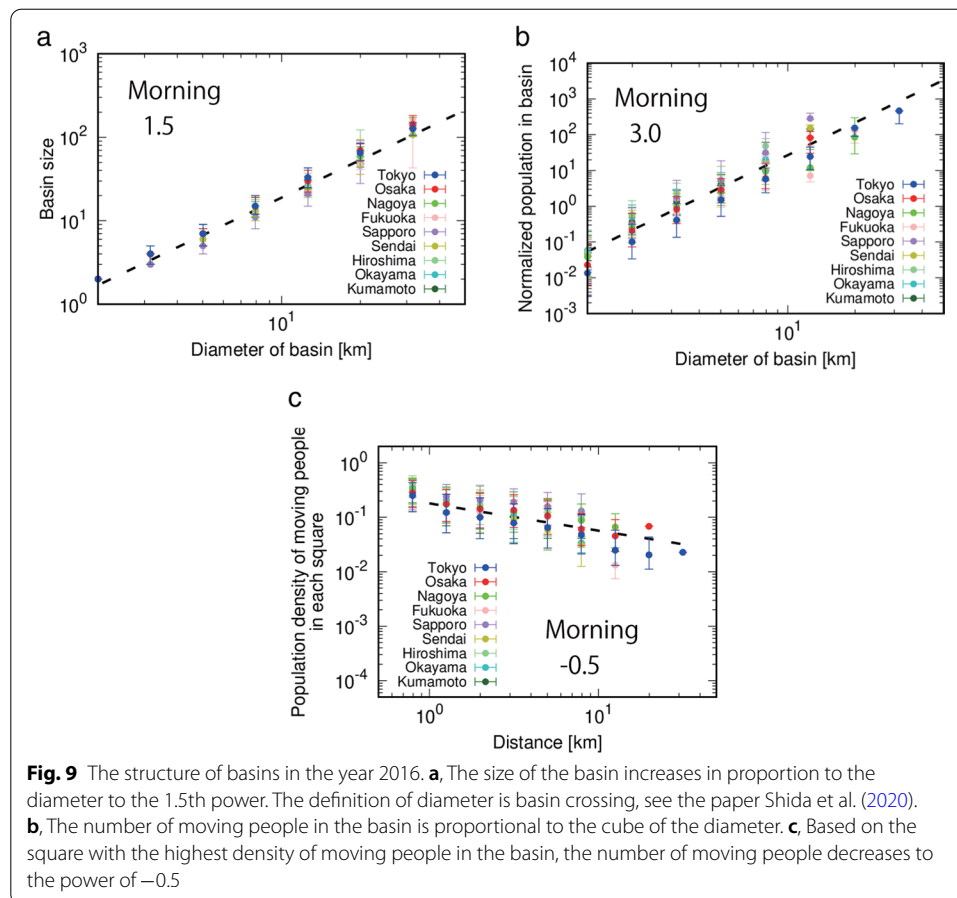 a
Basin size
10³
10²
10¹
10⁰
Morning
1.5
Tokyo
Osaka
Nagoya
Fukuoka
Sapporo
Sendai
Hiroshima
Okayama
Kumamoto
10¹
Diameter of basin [km]
b
Normalized population in basin
10⁴
10³
10²
10¹
10⁰
10⁻¹
10⁻²
10⁻³
Morning
3.0
Tokyo
Osaka
Nagoya
Fukuoka
Sapporo
Sendai
Hiroshima
Okayama
Kumamoto
10¹
Diameter of basin [km]
c
Population density of moving people
in each square
10⁰
10⁻¹
10⁻²
10⁻³
10⁻⁴
Tokyo
Osaka
Nagoya
Fukuoka
Sapporo
Sendai
Hiroshima
Okayama
Kumamoto
Morning
-0.5
10⁰ 10¹
Distance [km]
Fig. 9 The structure of basins in the year 2016. a, The size of the basin increases in proportion to the
diameter to the 1.5th power. The definition of diameter is basin crossing, see the paper Shida et al. (2020).
b, The number of moving people in the basin is proportional to the cube of the diameter. c, Based on the
square with the highest density of moving people in the basin, the number of moving people decreases to
the power of −0.5